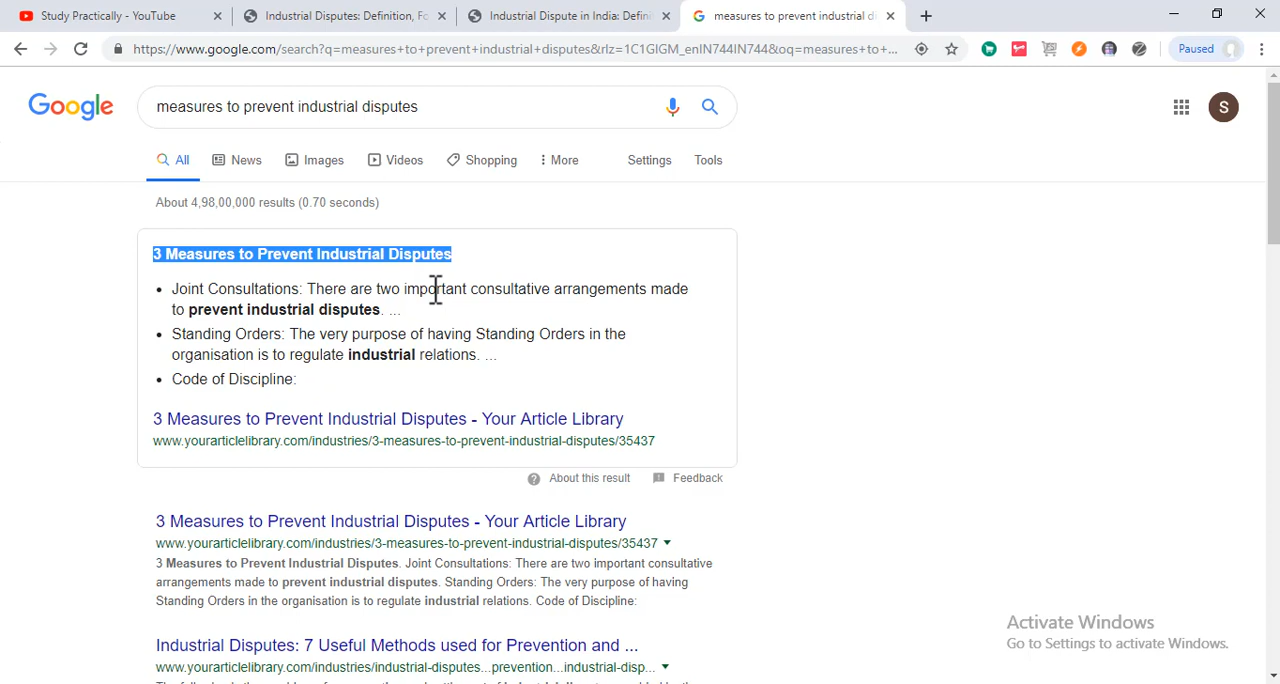 Study Practically - YouTube
Industrial Disputes: Definition, Fo
Industrial Dispute in India: Defini
measures to prevent industrial d
https://www.google.com/search?q=measures+to+prevent+industrial+disputes&rlz=1C1GIGM_enIN744IN744&oq=measures+to+...
Paused
Google
measures to prevent industrial disputes
S
All
News
Images
Videos
Shopping
More
Settings
Tools
About 4,98,00,000 results (0.70 seconds)
3 Measures to Prevent Industrial Disputes
• Joint Consultations: There are two important consultative arrangements made
to prevent industrial disputes. ...
• Standing Orders: The very purpose of having Standing Orders in the
organisation is to regulate industrial relations. ...
• Code of Discipline:
3 Measures to Prevent Industrial Disputes - Your Article Library
www.yourarticlelibrary.com/industries/3-measures-to-prevent-industrial-disputes/35437
About this result
Feedback
3 Measures to Prevent Industrial Disputes - Your Article Library
www.yourarticlelibrary.com/industries/3-measures-to-prevent-industrial-disputes/35437
3 Measures to Prevent Industrial Disputes. Joint Consultations: There are two important consultative
arrangements made to prevent industrial disputes. Standing Orders: The very purpose of having
Standing Orders in the organisation is to regulate industrial relations. Code of Discipline:
Industrial Disputes: 7 Useful Methods used for Prevention and ...
www.yourarticlelibrary.com/industries/industrial-disputes...prevention...industrial-disp...
Activate Windows
Go to Settings to activate Windows.